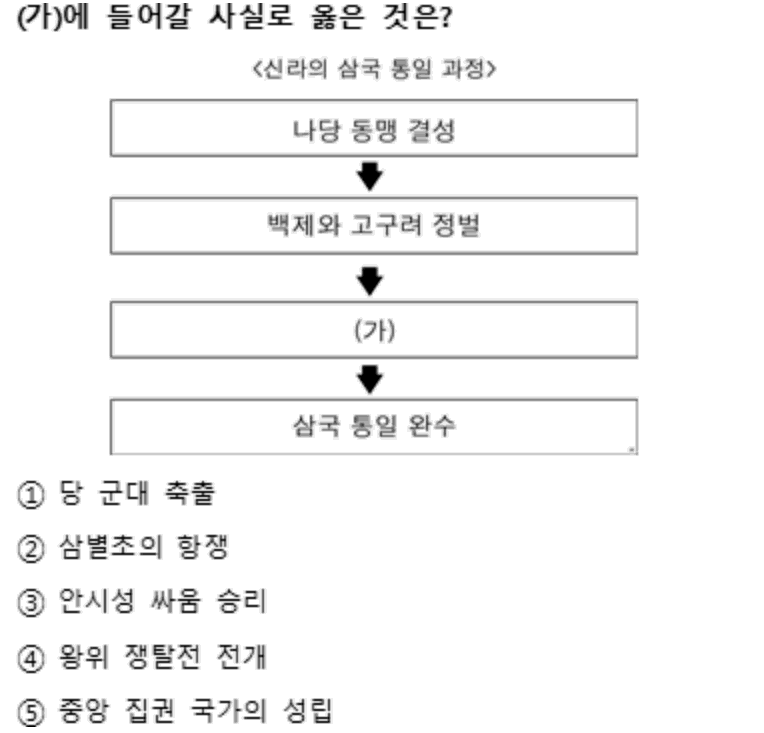 (가)에 들어갈 사실로 옳은 것은?
<신라의 삼국 통일 과정>
나당 동맹 결성
백제와 고구려 정벌
(가)
삼국 통일 완수
① 당 군대 축출
② 삼별초의 항쟁
③ 안시성 싸움 승리
④ 왕위 쟁탈전 전개
⑤ 중앙 집권 국가의 성립